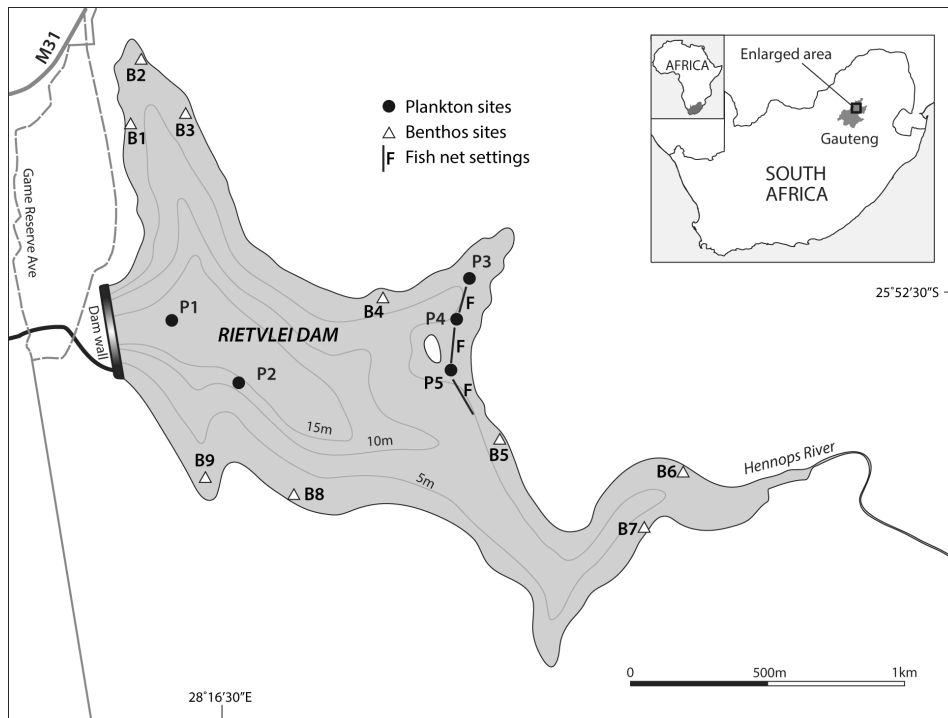 M31
B2
B1
B3
Game Reserve Ave
Dam wall
Plankton sites
Benthos sites
F Fish net settings
AFRICA
Enlarged area
Gauteng
SOUTH
AFRICA
25°52'30"S
P3
F
B4
P4
P1
RIETVLEI DAM
F
P5
P2
F
15m
10m
B5
5m
B9
B8
B6
Hennops River
B7
0 500m 1km
28°16'30"E